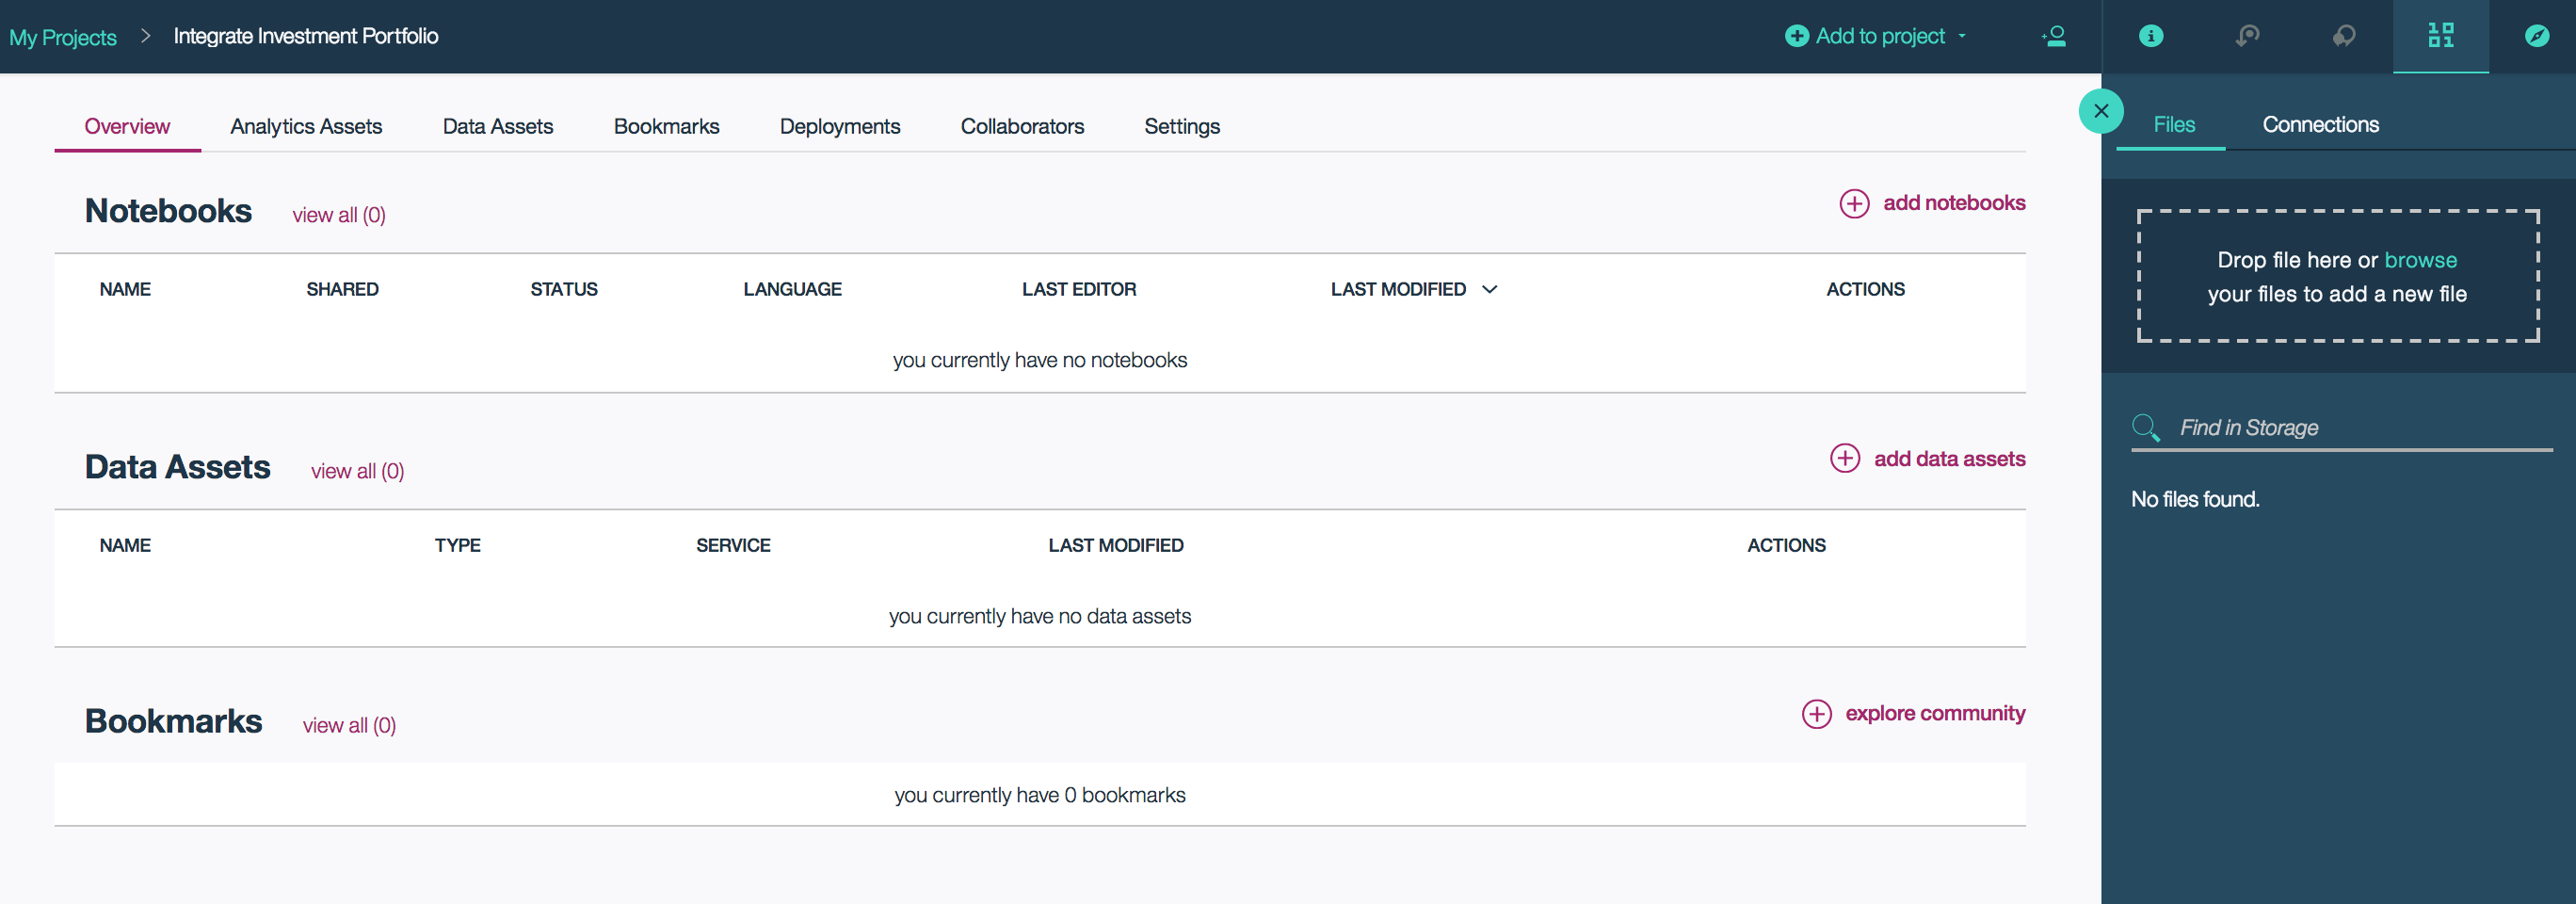 My Projects > Integrate Investment Portfolio
Add to project
Overview Analytics Assets Data Assets Bookmarks Deployments Collaborators Settings
Notebooks view all (0) add notebooks
NAME SHARED STATUS LANGUAGE LAST EDITOR LAST MODIFIED ACTIONS
you currently have no notebooks
Data Assets view all (0) add data assets
NAME TYPE SERVICE LAST MODIFIED ACTIONS
you currently have no data assets
Bookmarks view all (0) explore community
you currently have 0 bookmarks
Files Connections
Drop file here or browse
your files to add a new file
Find in Storage
No files found.